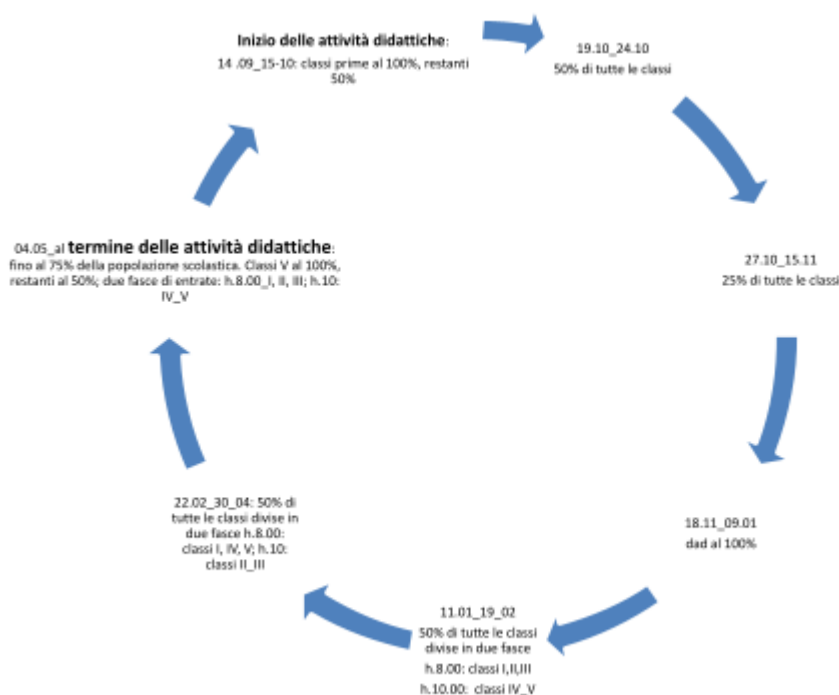 Inizio delle attività didattiche:
14 .09_15-10: classi prime al 100%, restanti
50%
19.10_24.10
50% di tutte le classi
27.10_15.11
25% di tutte le classi
18.11_09.01
dad al 100%
11.01_19_02
50% di tutte le classi
divise in due fasce
h.8.00: classi I,II,III
h.10.00: classi IV_V
22.02_30_04: 50% di
tutte le classi divise in
due fasce h.8.00:
classi I, IV, V; h.10:
classi II_III
04.05_al termine delle attività didattiche:
fino al 75% della popolazione scolastica. Classi V al 100%,
restanti al 50%; due fasce di entrate: h.8.00_I, II, III; h.10:
IV_V